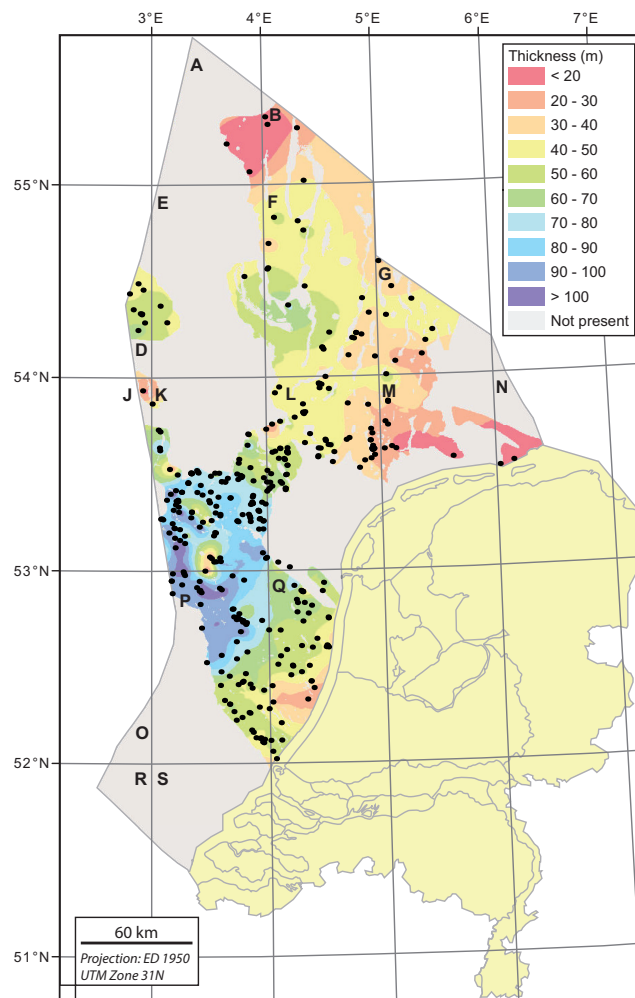 3°E 4°E 5°E 6°E 7°E
Thickness (m)
< 20
20 - 30
30 - 40
40 - 50
50 - 60
60 - 70
70 - 80
80 - 90
90 - 100
> 100
Not present
A
B
55°N
E
F
G
D
54°N
J K
L
M
N
53°N
P
Q
O
52°N
R S
60 km
Projection: ED 1950
UTM Zone 31N
51°N